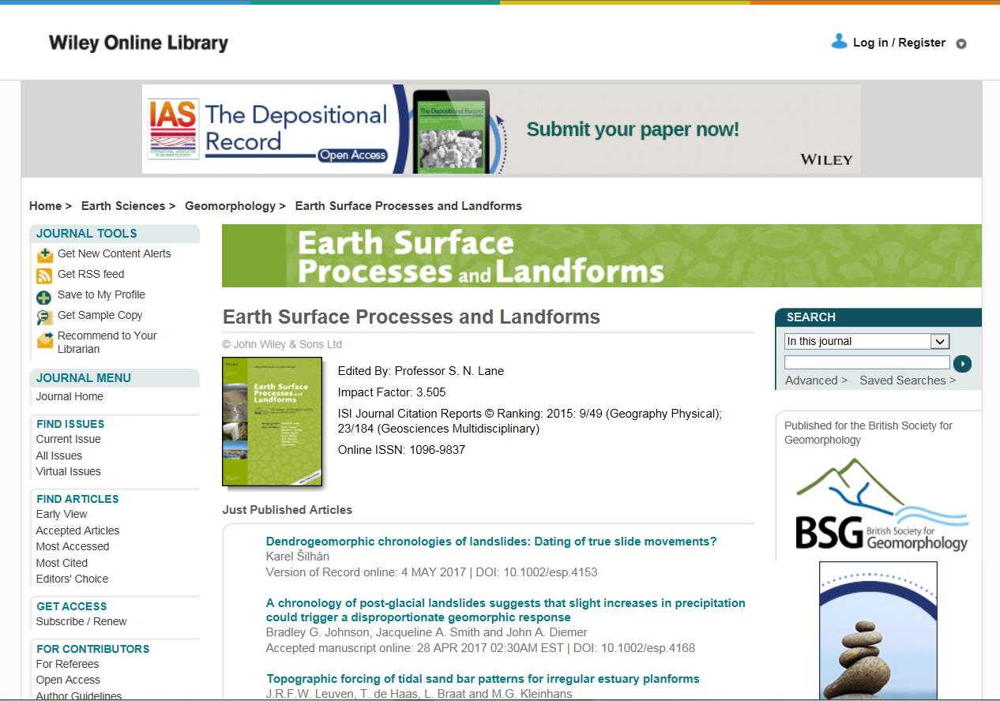 Wiley Online Library
Log in / Register
IAS
The Depositional
Record
Open Access
The Depositional Record
Submit your paper now!
WILEY
Home > Earth Sciences > Geomorphology > Earth Surface Processes and Landforms
JOURNAL TOOLS
Get New Content Alerts
Get RSS feed
Save to My Profile
Get Sample Copy
Recommend to Your
Librarian
JOURNAL MENU
Journal Home
FIND ISSUES
Current Issue
All Issues
Virtual Issues
FIND ARTICLES
Early View
Accepted Articles
Most Accessed
Most Cited
Editors' Choice
GET ACCESS
Subscribe / Renew
FOR CONTRIBUTORS
For Referees
Open Access
Author Guidelines
Earth Surface
Processes and Landforms
Earth Surface Processes and Landforms
© John Wiley & Sons Ltd
Earth Surface
Processes and
Landforms
Edited By: Professor S. N. Lane
Impact Factor: 3.505
ISI Journal Citation Reports © Ranking: 2015: 9/49 (Geography Physical);
23/184 (Geosciences Multidisciplinary)
Online ISSN: 1096-9837
Just Published Articles
Dendrogeomorphic chronologies of landslides: Dating of true slide movements?
Karel Šilhán
Version of Record online: 4 MAY 2017 | DOI: 10.1002/esp.4153
A chronology of post-glacial landslides suggests that slight increases in precipitation
could trigger a disproportionate geomorphic response
Bradley G. Johnson, Jacqueline A. Smith and John A. Diemer
Accepted manuscript online: 28 APR 2017 02:30AM EST | DOI: 10.1002/esp.4168
Topographic forcing of tidal sand bar patterns for irregular estuary planforms
J.R.F.W. Leuven, T. de Haas, L. Braat and M.G. Kleinhans
SEARCH
In this journal
Advanced > Saved Searches >
Published for the British Society for
Geomorphology
BSG
British Society for
Geomorphology